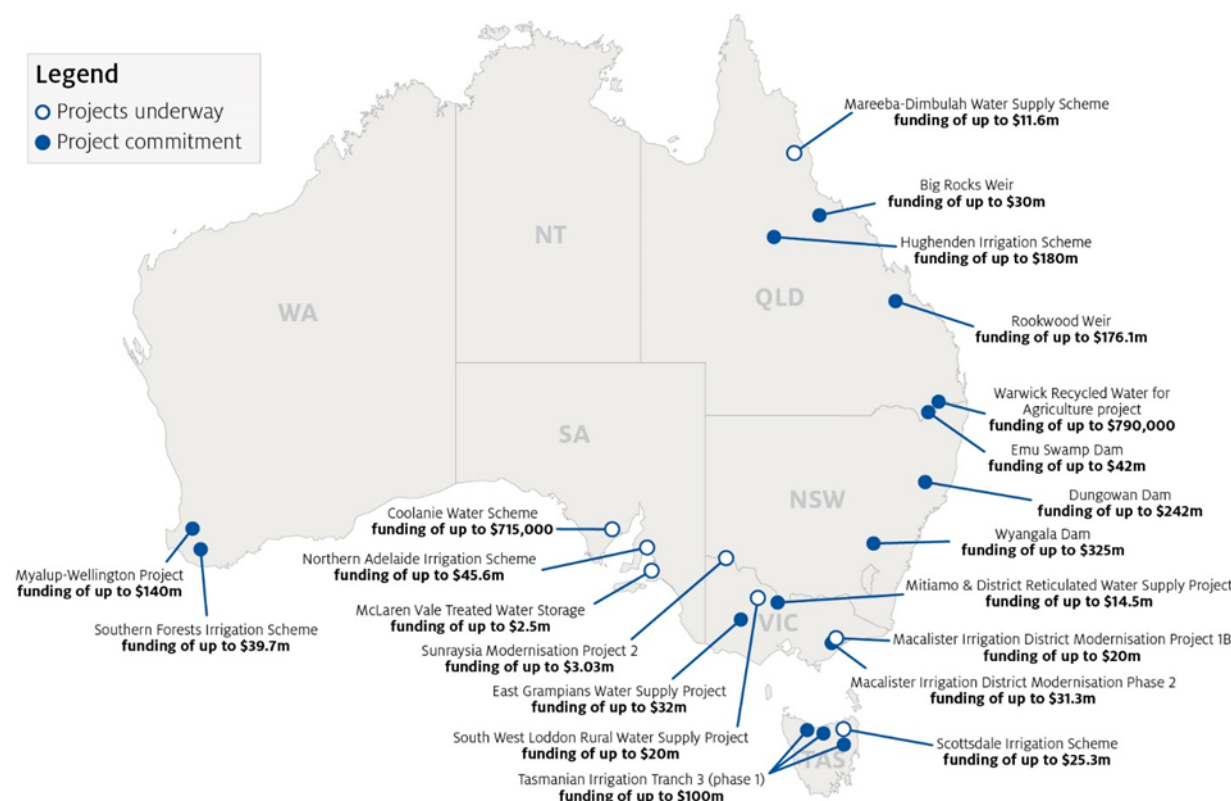 Legend
Projects underway
Project commitment
Mareeba-Dimbulah Water Supply Scheme
funding of up to $11.6m
Big Rocks Weir
funding of up to $30m
Hughenden Irrigation Scheme
funding of up to $180m
NT
QLD
WA
Rookwood Weir
funding of up to $176.1m
Warwick Recycled Water for
Agriculture project
funding of up to $790,000
SA
Emu Swamp Dam
funding of up to $42m
NSW
Dungowan Dam
funding of up to $242m
Coolanie Water Scheme
funding of up to $715,000
Wyangala Dam
funding of up to $325m
Northern Adelaide Irrigation Scheme
funding of up to $45.6m
Myalup-Wellington Project
funding of up to $140m
Mitiamo & District Reticulated Water Supply Project
funding of up to $14.5m
McLaren Vale Treated Water Storage
funding of up to $2.5m
VIC
Southern Forests Irrigation Scheme
funding of up to $39.7m
Macalister Irrigation District Modernisation Project 1B
funding of up to $20m
Sunraysia Modernisation Project 2
funding of up to $3.03m
Macalister Irrigation District Modernisation Phase 2
funding of up to $31.3m
East Grampians Water Supply Project
funding of up to $32m
South West Loddon Rural Water Supply Project
funding of up to $20m
Scottsdale Irrigation Scheme
funding of up to $25.3m
TAS
Tasmanian Irrigation Tranch 3 (phase 1)
funding of up to $100m